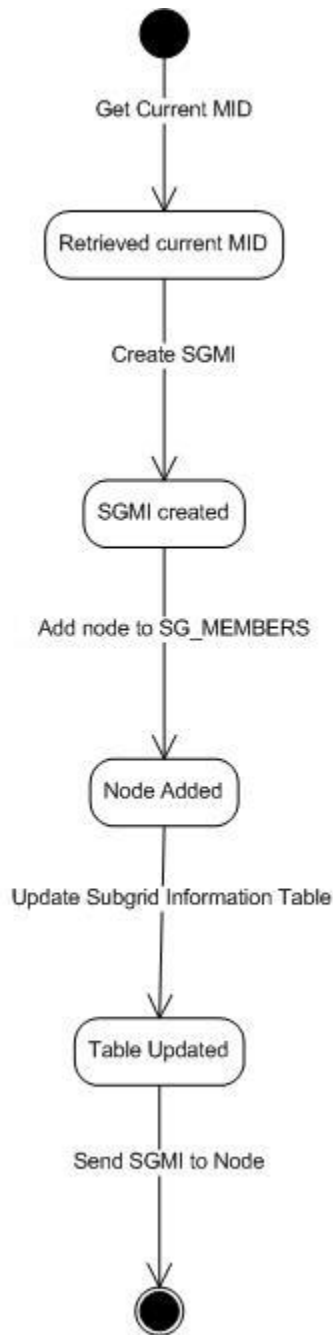 Get Current MID
Retrieved current MID
Create SGMI
SGMI created
Add node to SG_MEMBERS
Node Added
Update Subgrid Information Table
Table Updated
Send SGMI to Node